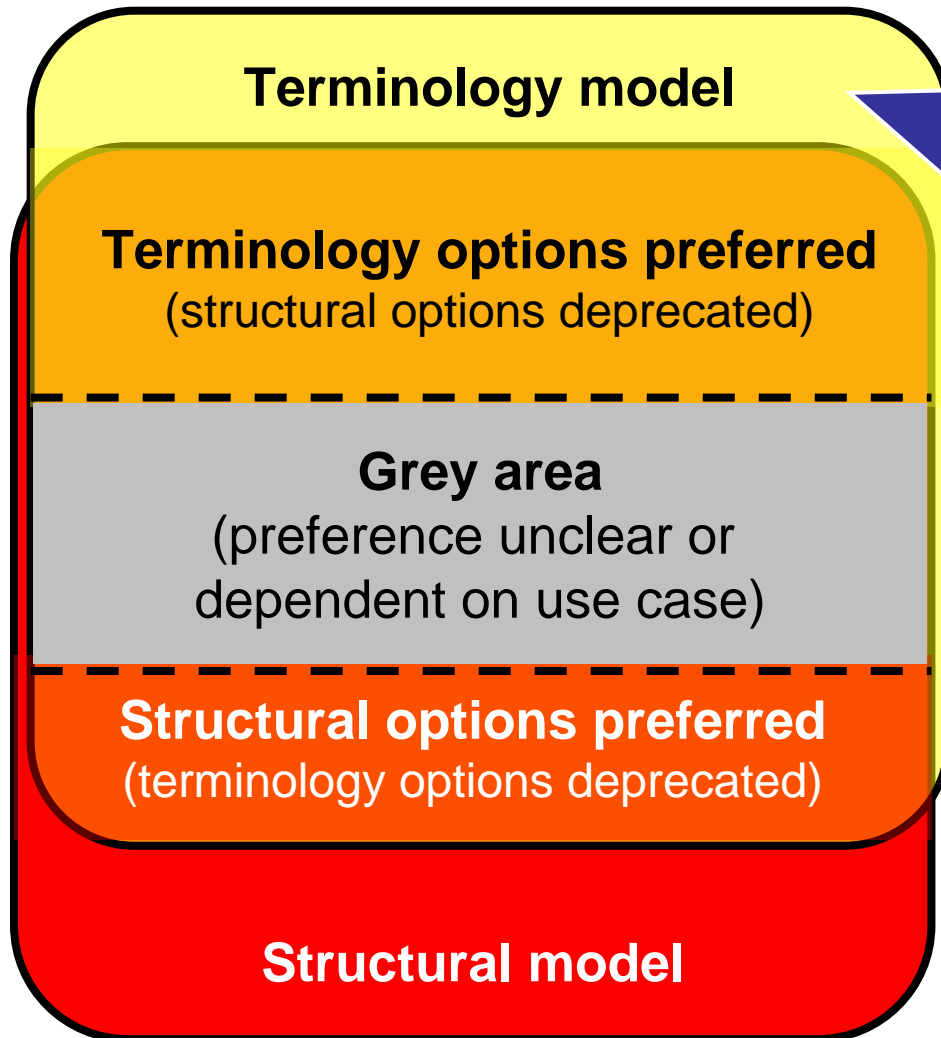 Terminology model
Terminology options preferred
(structural options deprecated)
Grey area
(preference unclear or
dependent on use case)
Structural options preferred
(terminology options deprecated)
Structural model